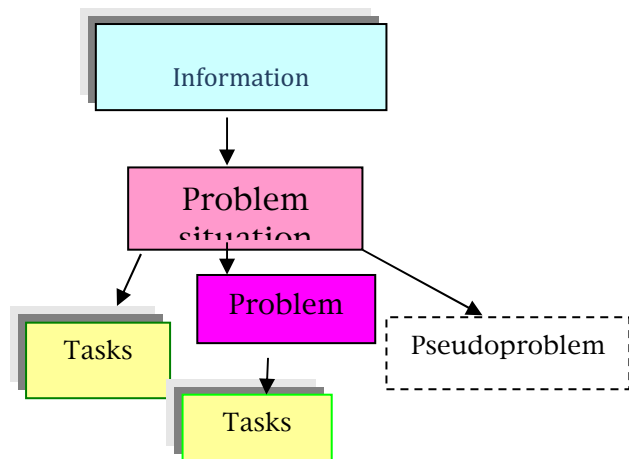 Information
Problem
situation
Problem
Tasks
Pseudoproblem
Tasks